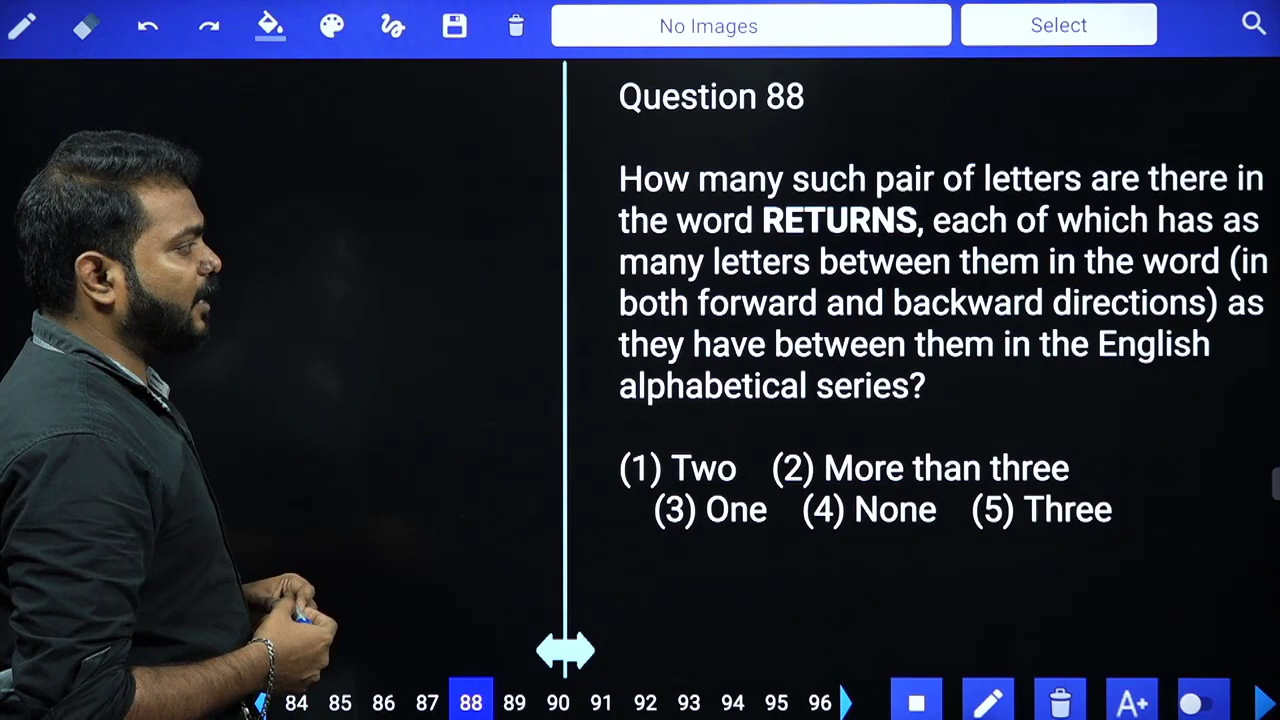 No Images
Select
Question 88
How many such pair of letters are there in
the word RETURNS, each of which has as
many letters between them in the word (in
both forward and backward directions) as
they have between them in the English
alphabetical series?
(1) Two (2) More than three
(3) One (4) None (5) Three
84 85 86 87 88 89 90 91 92 93 94 95 96
A+